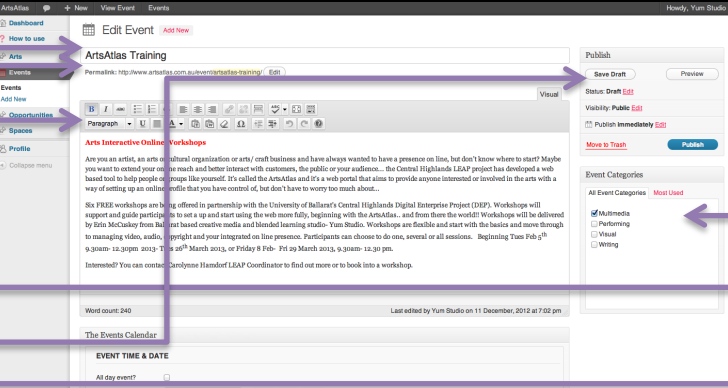 ArtsAtlas + New View Event Events Howdy, Yum Studio
Dashboard
How to use
Arts
Events
Events
Add New
Opportunities
Spaces
Profile
Collapse menu
Edit Event Add New
ArtsAtlas Training
Permalink: http://www.artsatlas.com.au/event/artsatlas-training/ Edit
Visual
B I ABC ABC
Paragraph U A Ω
Arts Interactive Online Workshops
Are you an artist, an arts or cultural organization or arts/ craft business and have always wanted to have a presence on line, but don't know where to start? Maybe
you want to extend your on line reach and better interact with customers, the public or your audience... the Central Highlands LEAP project has developed a web
based tool to help people or groups like yourself. It's called the ArtsAtlas and it's a web portal that aims to provide anyone interested or involved in the arts with a
way of setting up an online profile that you have control of, but don't have to worry too much about...
Six FREE workshops are being offered in partnership with the University of Ballarat's Central Highlands Digital Enterprise Project (DEP). Workshops will
support and guide participants to set a up and start using the web more fully, beginning with the ArtsAtlas.. and from there the world!! Workshops will be delivered
by Erin McCuskey from Ballarat based creative media and blended learning studio- Yum Studio. Workshops are flexible and start with the basics and move through
to managing video, audio, copyright and your integrated on line presence. Participants can choose to do one, several or all sessions. Beginning Tues Feb 5th
9.30am- 12.30pm 2013- Tues 26th March 2013, or Friday 8 Feb- Fri 29 March 2013, 9.30am- 12.30 pm.
Interested? You can contact Carolynne Hamdorf LEAP Coordinator to find out more or to book into a workshop.
Word count: 240 Last edited by Yum Studio on 11 December, 2012 at 7:02 pm
The Events Calendar
EVENT TIME & DATE
All day event?
Publish
Save Draft Preview
Status: Draft Edit
Visibility: Public Edit
Publish immediately Edit
Move to Trash Publish
Event Categories
All Event Categories Most Used
Multimedia
Performing
Visual
Writing